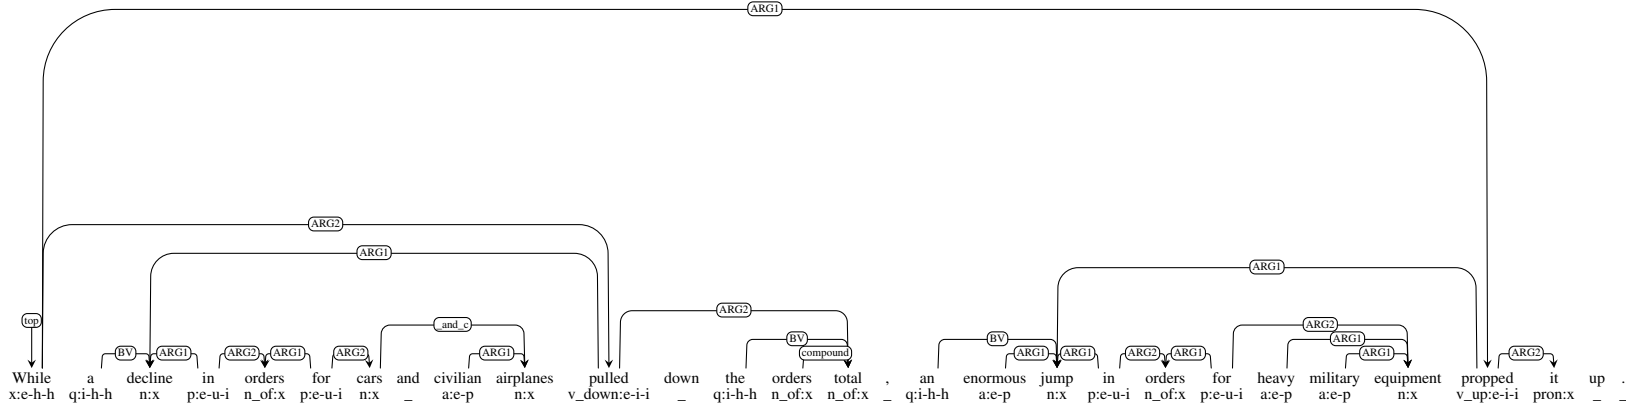 ARG1
ARG2
ARG1
ARG1
ARG2
top
_and_c
ARG2
BV
BV
ARG1
BV ARG1 ARG2 ARG1 ARG2 ARG1 compound ARG1 ARG1 ARG2 ARG1 ARG1 ARG2
While a decline in orders for cars and civilian airplanes pulled down the orders total , an enormous jump in orders for heavy military equipment propped it up .
x:e-h-h q:i-h-h n:x p:e-u-i n_of:x p:e-u-i n:x _ a:e-p n:x v_down:e-i-i _ q:i-h-h n_of:x n_of:x _ q:i-h-h a:e-p n:x p:e-u-i n_of:x p:e-u-i a:e-p a:e-p n:x v_up:e-i-i pron:x _ _